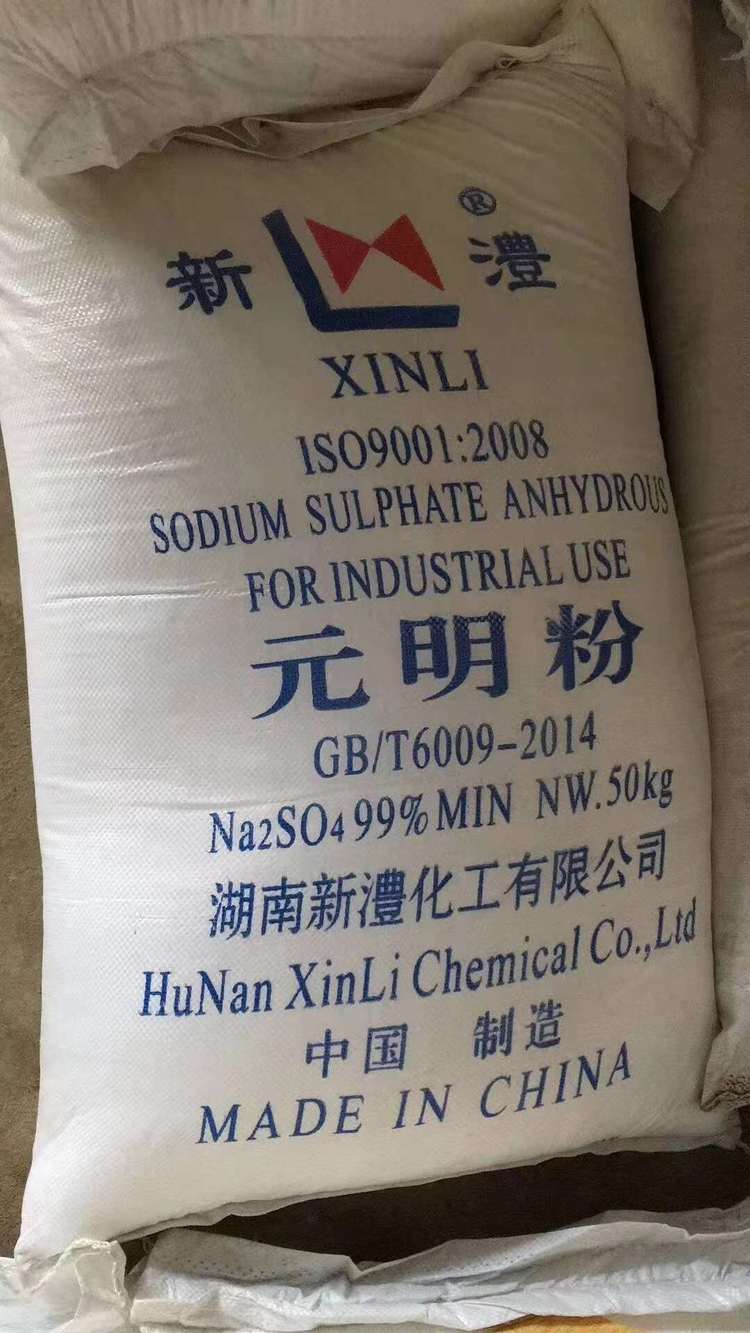 新 ® 澧
XINLI
ISO9001:2008
SODIUM SULPHATE ANHYDROUS
FOR INDUSTRIAL USE
元明粉
GB/T6009-2014
Na2SO4 99% MIN NW.50kg
湖南新澧化工有限公司
HuNan XinLi Chemical Co.,Ltd
中国 制造
MADE IN CHINA